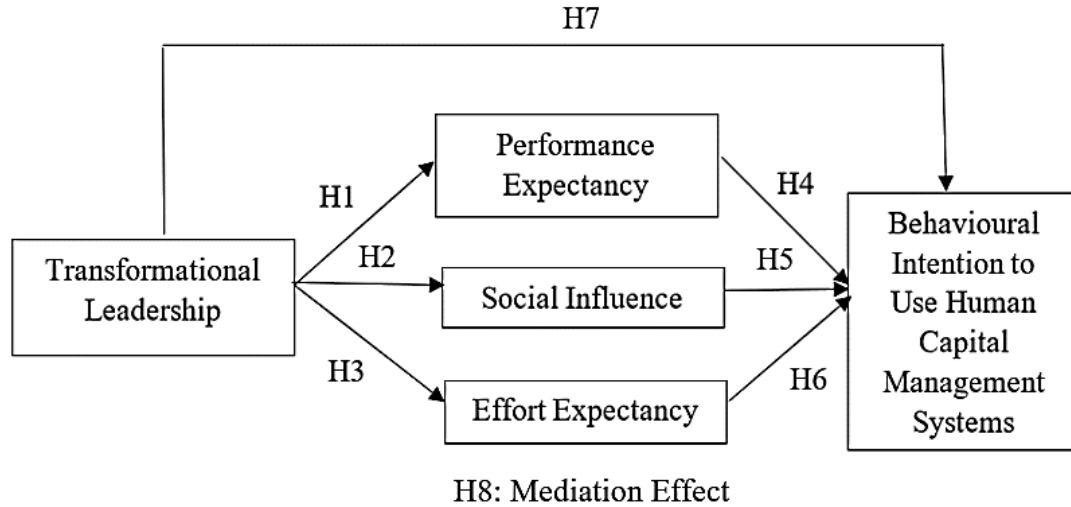 H7
Performance
Expectancy
H1
H4
Transformational
Leadership
H2
Social Influence
H5
Behavioural
Intention to
Use Human
Capital
Management
Systems
H3
Effort Expectancy
H6
H8: Mediation Effect